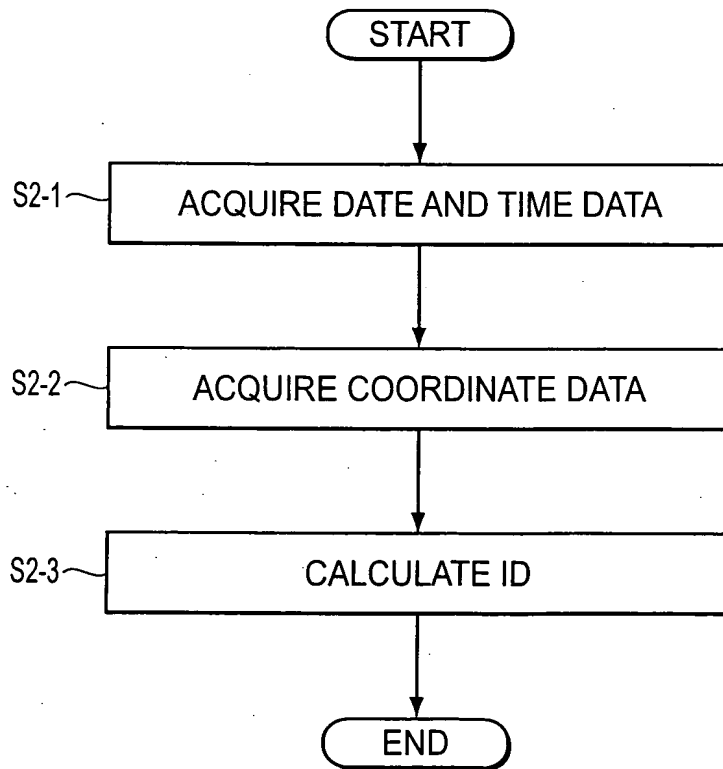 START
S2-1
ACQUIRE DATE AND TIME DATA
S2-2
ACQUIRE COORDINATE DATA
S2-3
CALCULATE ID
END